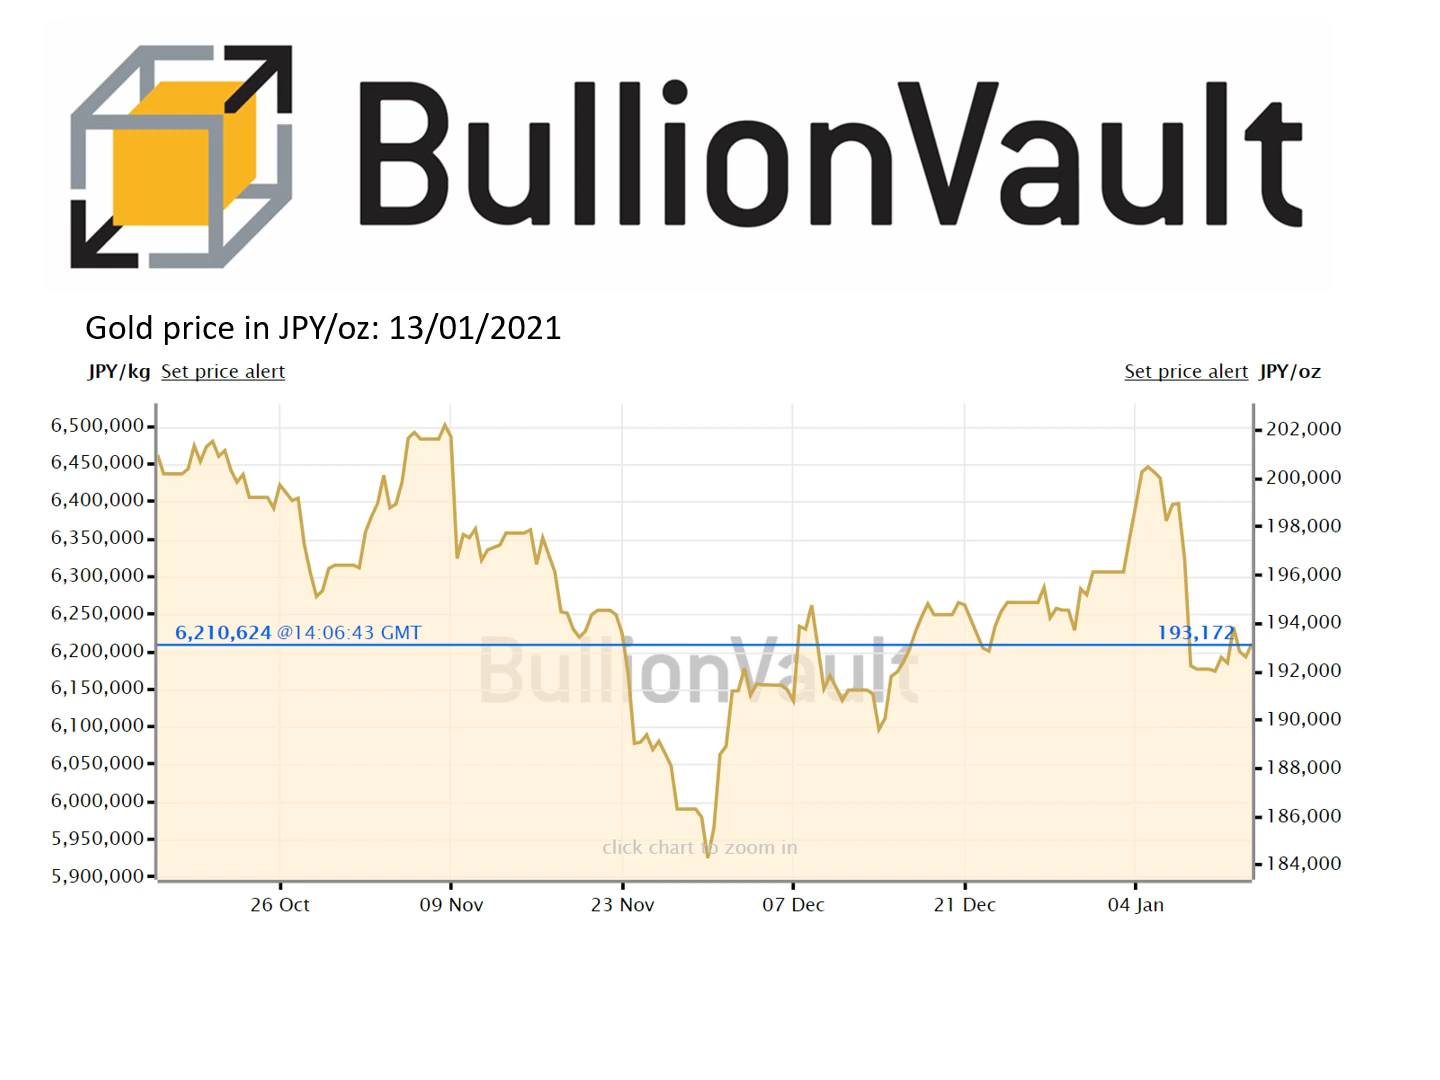 BullionVault
Gold price in JPY/oz: 13/01/2021
JPY/kg Set price alert
Set price alert JPY/oz
6,500,000
6,450,000
6,400,000
6,350,000
6,300,000
6,250,000
6,200,000
6,150,000
6,100,000
6,050,000
6,000,000
5,950,000
5,900,000
202,000
200,000
198,000
196,000
194,000
192,000
190,000
188,000
186,000
184,000
6,210,624 @14:06:43 GMT
193,172
BullionVault
click chart to zoom in
26 Oct
09 Nov
23 Nov
07 Dec
21 Dec
04 Jan